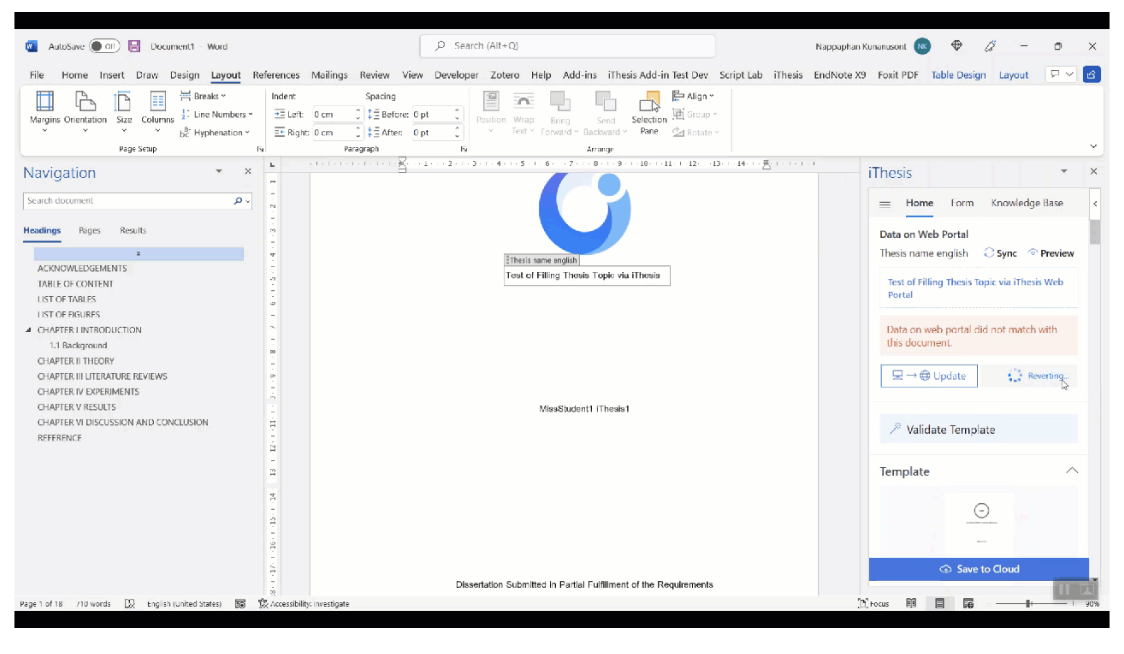 AutoSave Off Document1 - Word Search (Alt+Q) Nappaphan Kunanusont NK
File Home Insert Draw Design Layout References Mailings Review View Developer Zotero Help Add-ins iThesis Add-in Test Dev Script Lab iThesis EndNote X9 Foxit PDF Table Design Layout
Breaks Indent Spacing Align
Line Numbers Left: 0 cm Before: 0 pt Group
Margins Orientation Size Columns Position Wrap Bring Send Selection
Hyphenation Right: 0 cm After: 0 pt Text Forward Backward Pane Rotate
Page Setup Paragraph Arrange
Navigation
Search document
Headings Pages Results
ACKNOWLEDGEMENTS
TABLE OF CONTENT
LIST OF TABLES
LIST OF FIGURES
CHAPTER I INTRODUCTION
1.1 Background
CHAPTER II THEORY
CHAPTER III LITERATURE REVIEWS
CHAPTER IV EXPERIMENTS
CHAPTER V RESULTS
CHAPTER VI DISCUSSION AND CONCLUSION
REFERENCE
Thesis name english
Test of Filling Thesis Topic via iThesis
MissStudent1 iThesis1
Dissertation Submitted in Partial Fulfillment of the Requirements
iThesis
Home Form Knowledge Base
Data on Web Portal
Thesis name english Sync Preview
Test of Filling Thesis Topic via iThesis Web
Portal
Data on web portal did not match with
this document.
Update Reverting...
Validate Template
Template
Save to Cloud
Page 1 of 18 710 words English (United States) Accessibility: Investigate Focus 90%